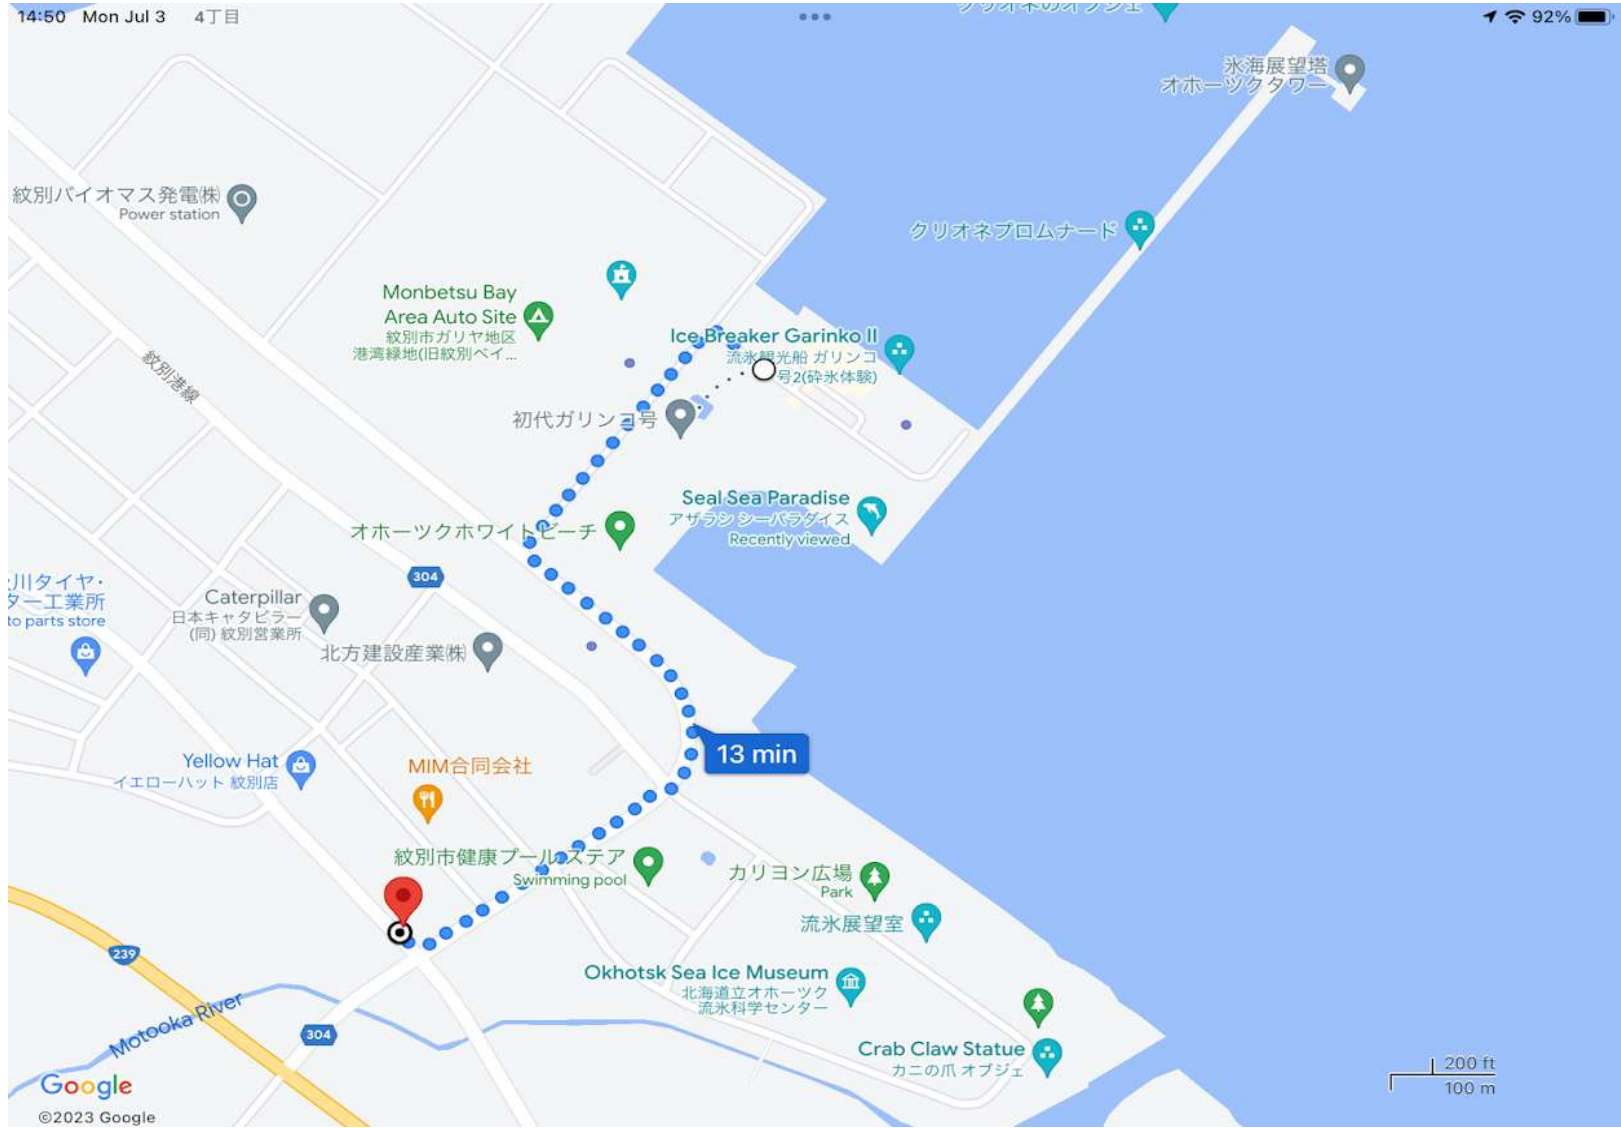 14:50 Mon Jul 3 4丁目
92%
氷海展望塔
オホーツクタワー
紋別バイオマス発電㈱
Power station
クリオネプロムナード
Monbetsu Bay
Area Auto Site
紋別市ガリヤ地区
港湾緑地(旧紋別ベイ...
Ice Breaker Garinko II
流氷観光船 ガリンコ
号2(砕氷体験)
紋別港線
初代ガリンコ号
Seal Sea Paradise
アザラシ シーパラダイス
Recently viewed
オホーツクホワイトビーチ
304
川タイヤ・
ター工業所
to parts store
Caterpillar
日本キャタピラー
(同) 紋別営業所
北方建設産業㈱
13 min
Yellow Hat
イエローハット 紋別店
MIM合同会社
紋別市健康プール ステア
Swimming pool
カリヨン広場
Park
流氷展望室
239
Okhotsk Sea Ice Museum
北海道立オホーツク
流氷科学センター
Motooka River
304
Crab Claw Statue
カニの爪 オブジェ
200 ft
100 m
Google
©2023 Google